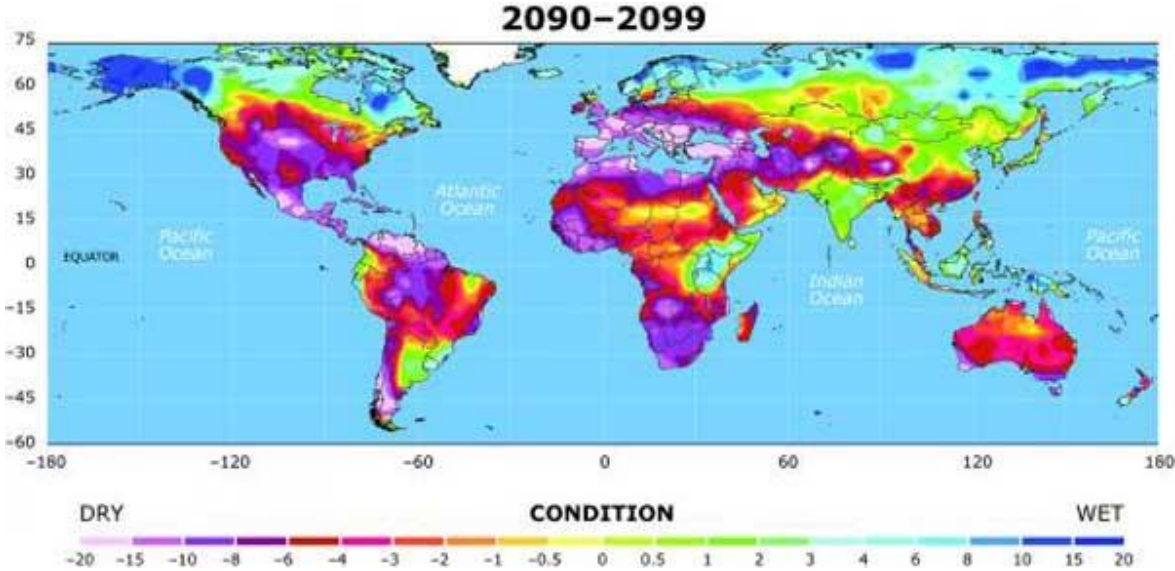 2090–2099
75
60
45
30
15
0
−15
−30
−45
−60
Atlantic
Ocean
Pacific
Ocean
EQUATOR
Indian
Ocean
Pacific
Ocean
−180 −120 −60 0 60 120 180
DRY CONDITION WET
−20 −15 −10 −8 −6 −4 −3 −2 −1 −0.5 0 0.5 1 2 3 4 6 8 10 15 20